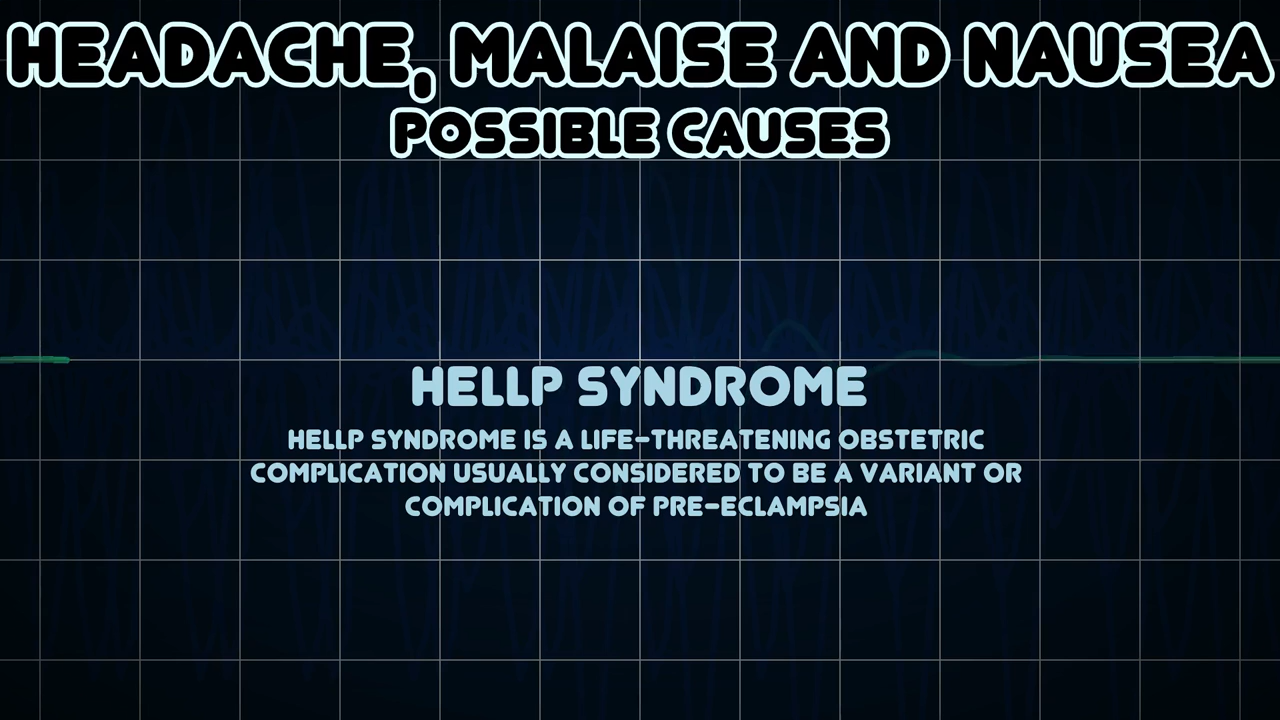 HEADACHE, MALAISE AND NAUSEA
POSSIBLE CAUSES
HELLP SYNDROME
HELLP SYNDROME IS A LIFE-THREATENING OBSTETRIC
COMPLICATION USUALLY CONSIDERED TO BE A VARIANT OR
COMPLICATION OF PRE-ECLAMPSIA